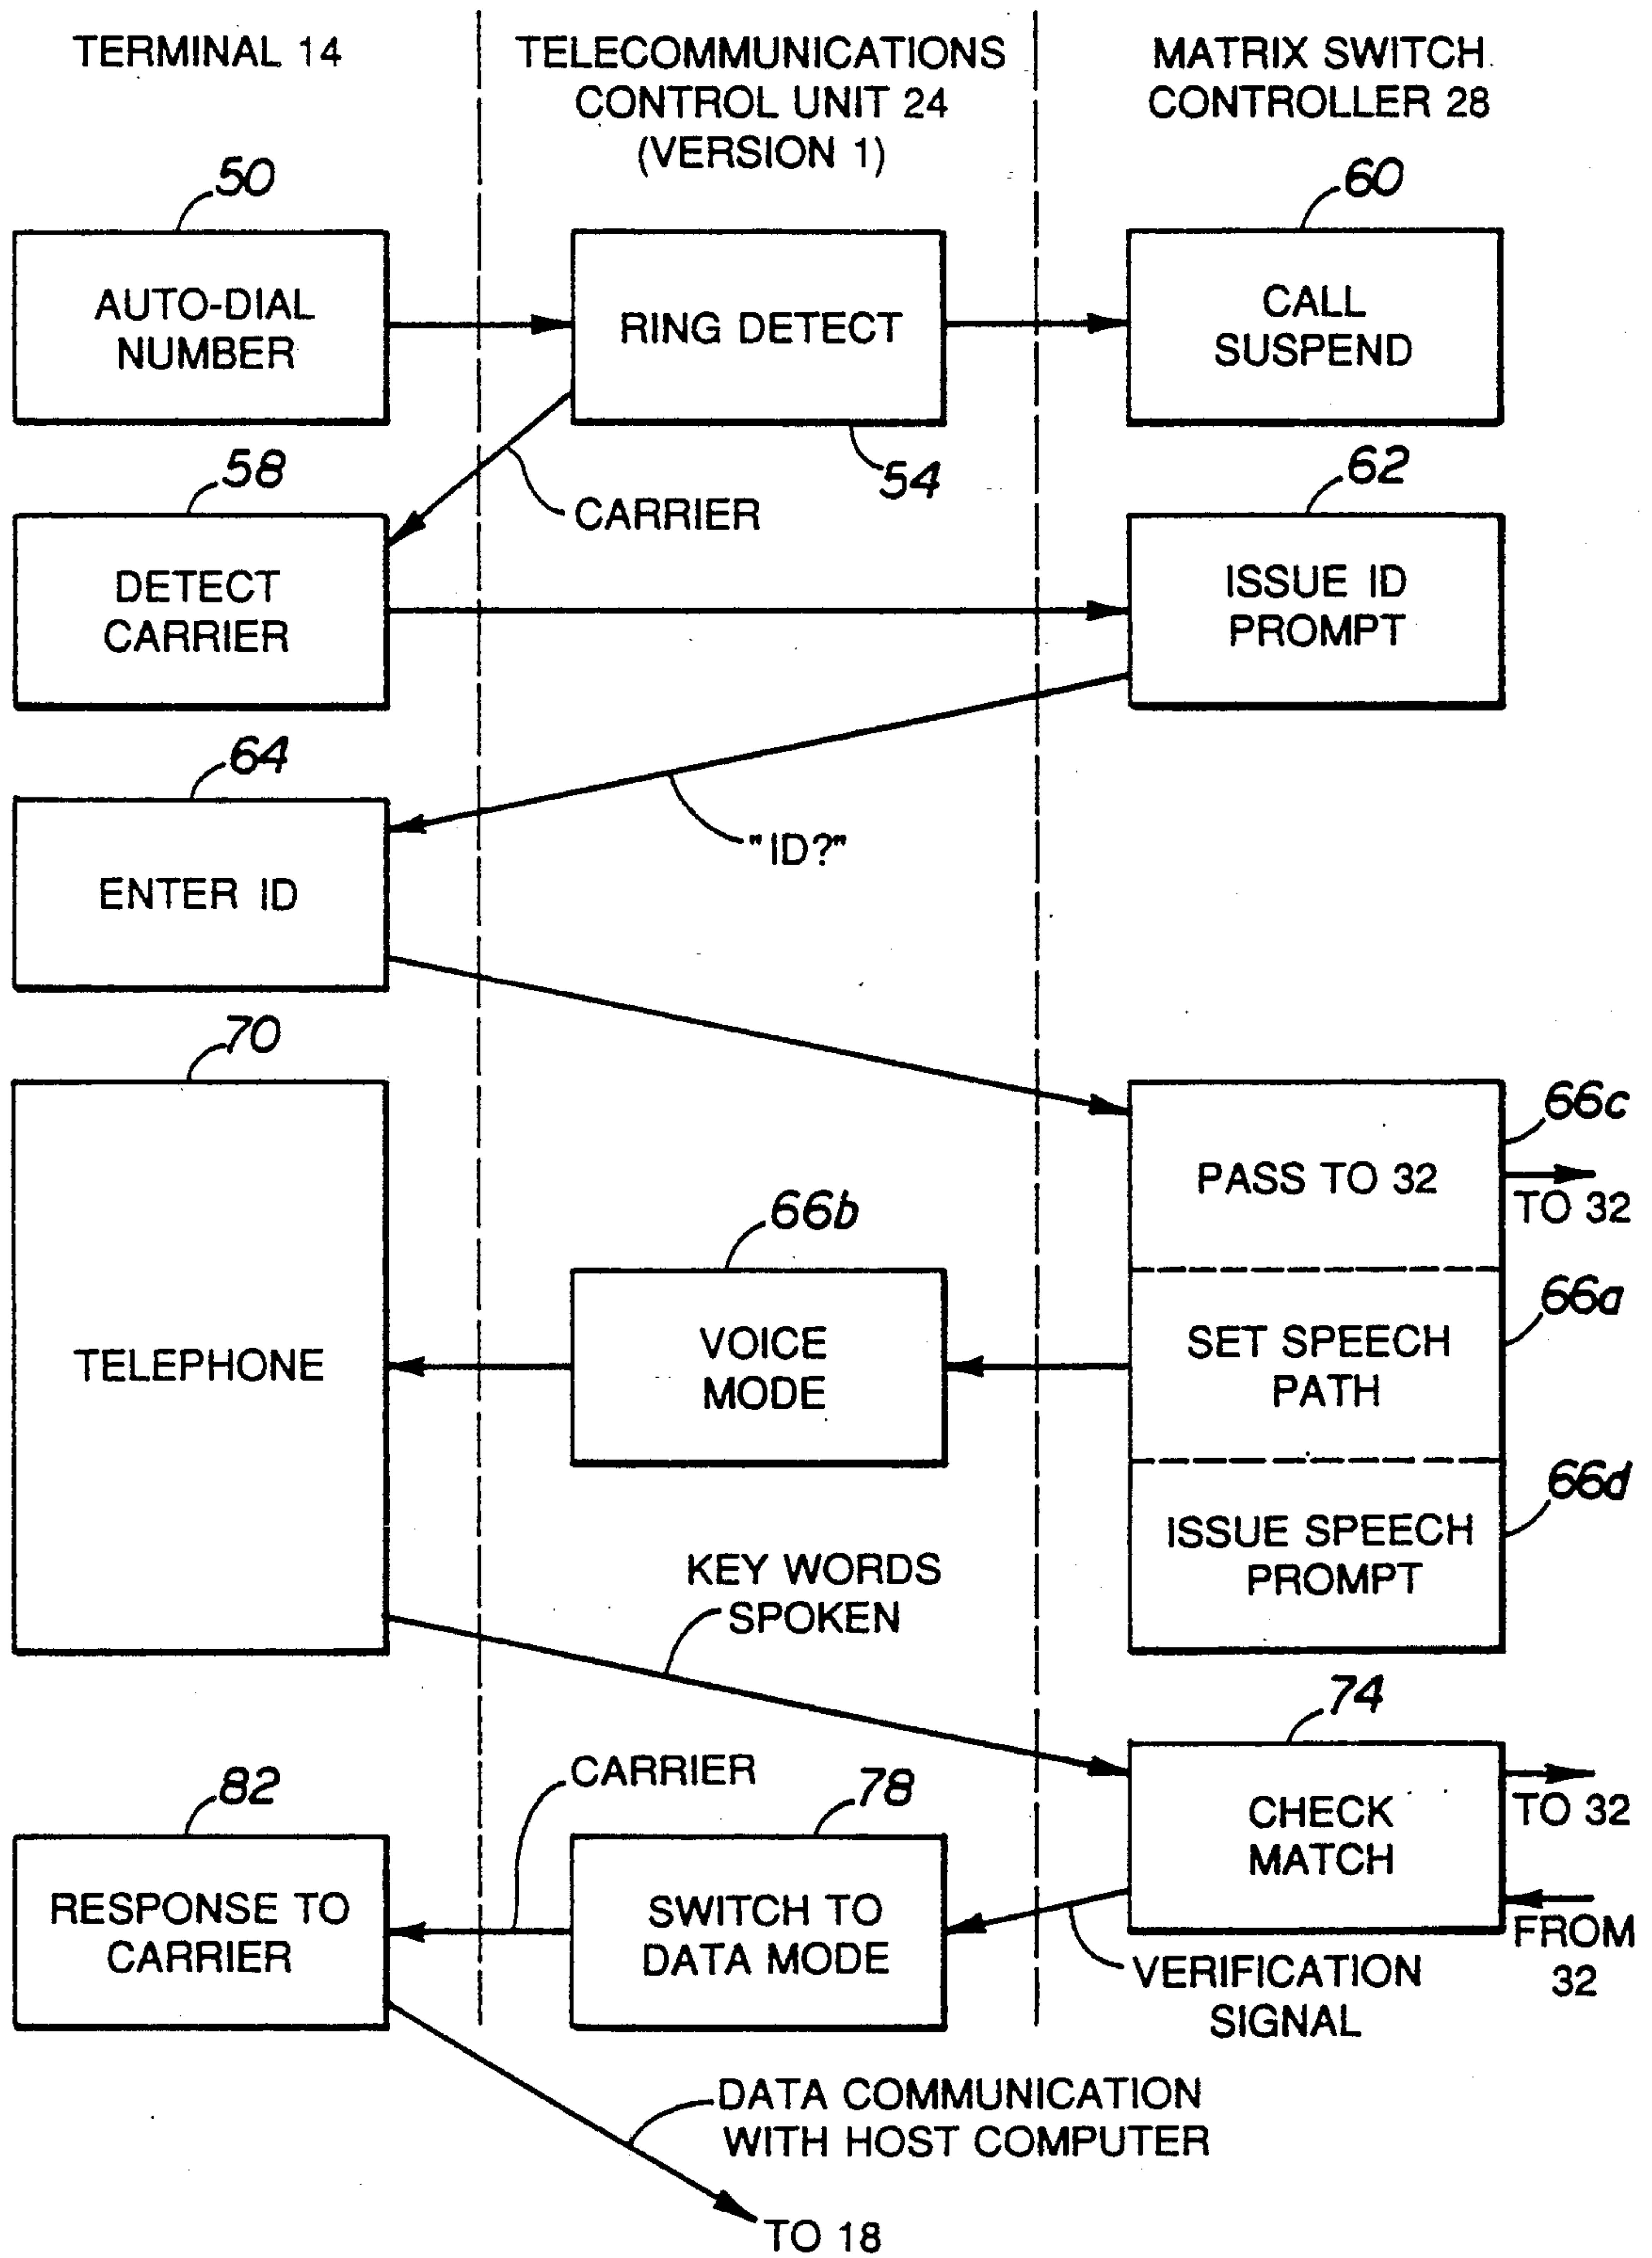 TERMINAL 14
TELECOMMUNICATIONS
CONTROL UNIT 24
(VERSION 1)
MATRIX SWITCH
CONTROLLER 28
50
AUTO-DIAL
NUMBER
RING DETECT
54
60
CALL
SUSPEND
CARRIER
58
DETECT
CARRIER
62
ISSUE ID
PROMPT
"ID?"
64
ENTER ID
70
TELEPHONE
66b
VOICE
MODE
66c
PASS TO 32
TO 32
66a
SET SPEECH
PATH
66d
ISSUE SPEECH
PROMPT
KEY WORDS
SPOKEN
74
CHECK
MATCH
TO 32
FROM
32
VERIFICATION
SIGNAL
78
SWITCH TO
DATA MODE
CARRIER
82
RESPONSE TO
CARRIER
DATA COMMUNICATION
WITH HOST COMPUTER
TO 18